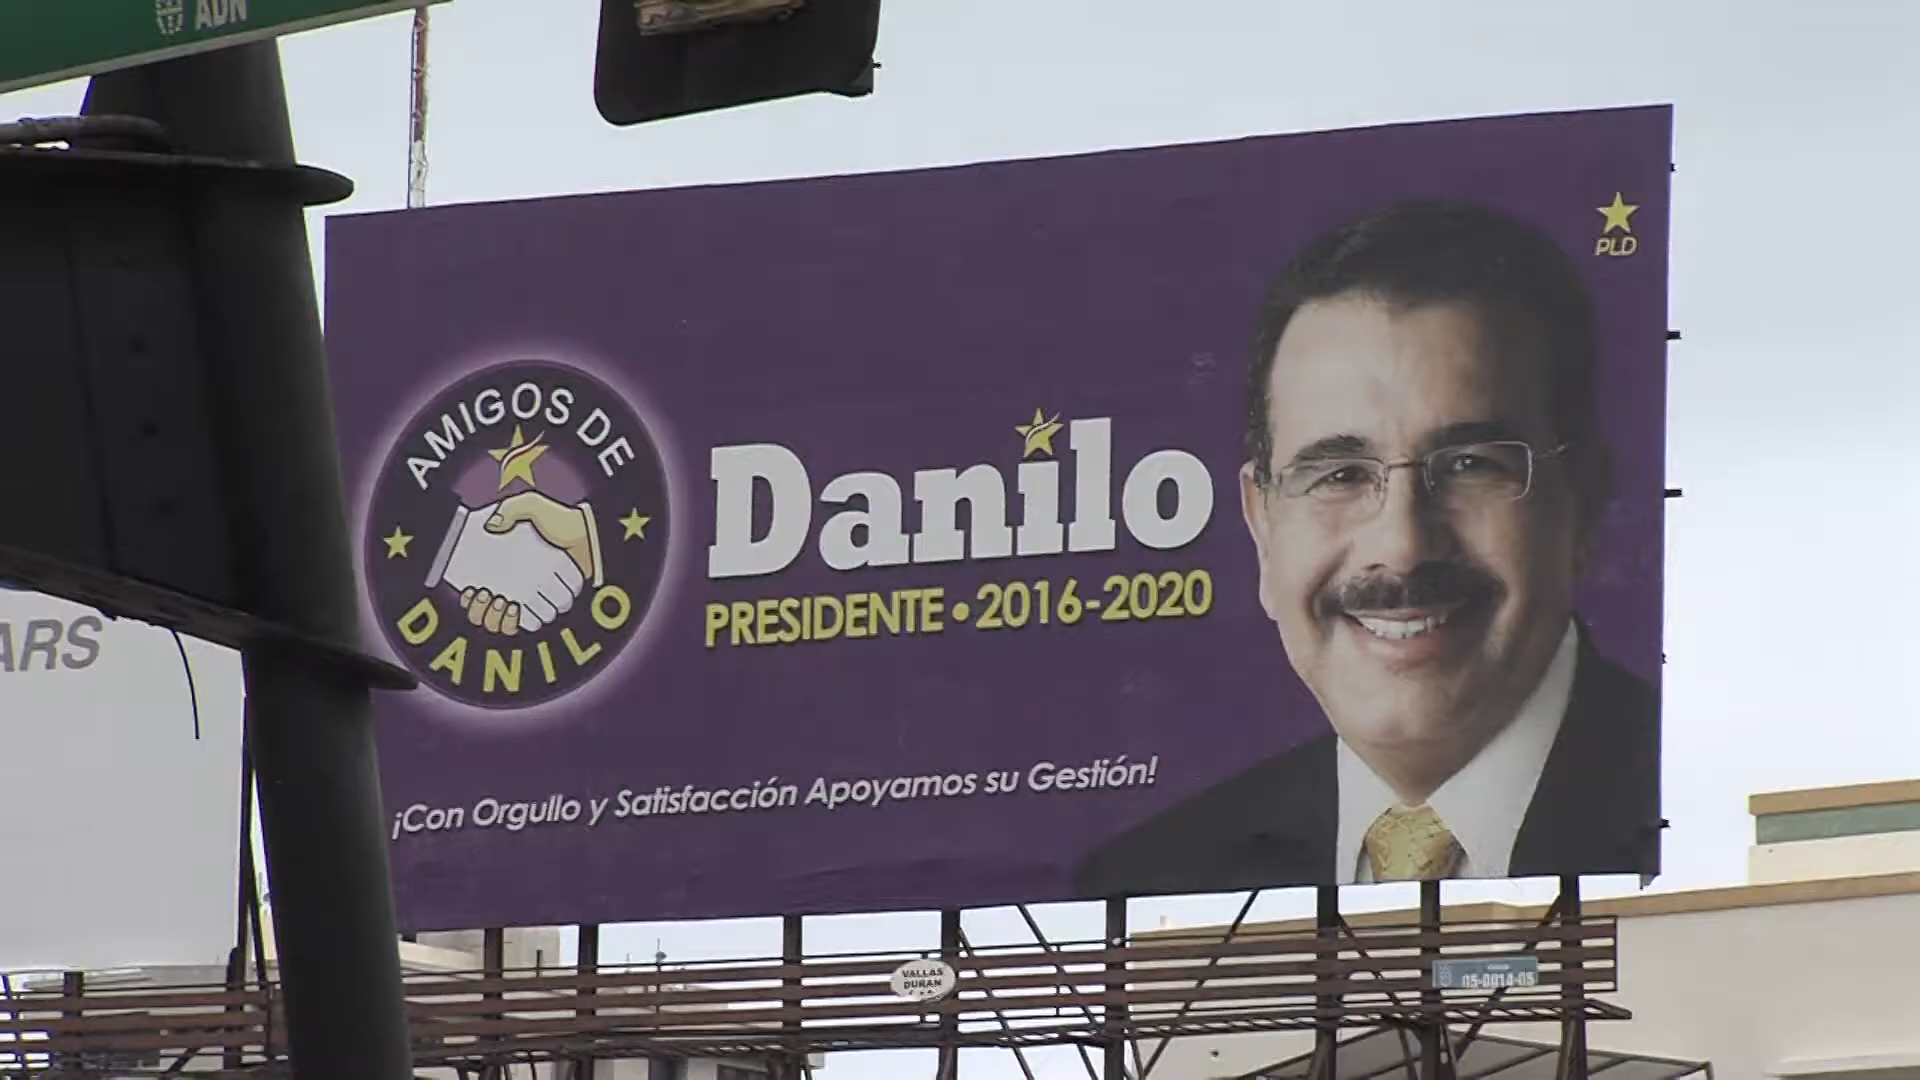 ADN
PLD
AMIGOS DE
DANILO
Danilo
PRESIDENTE • 2016-2020
¡Con Orgullo y Satisfacción Apoyamos su Gestión!
ARS
VALLAS
DURAN
05-0014-05